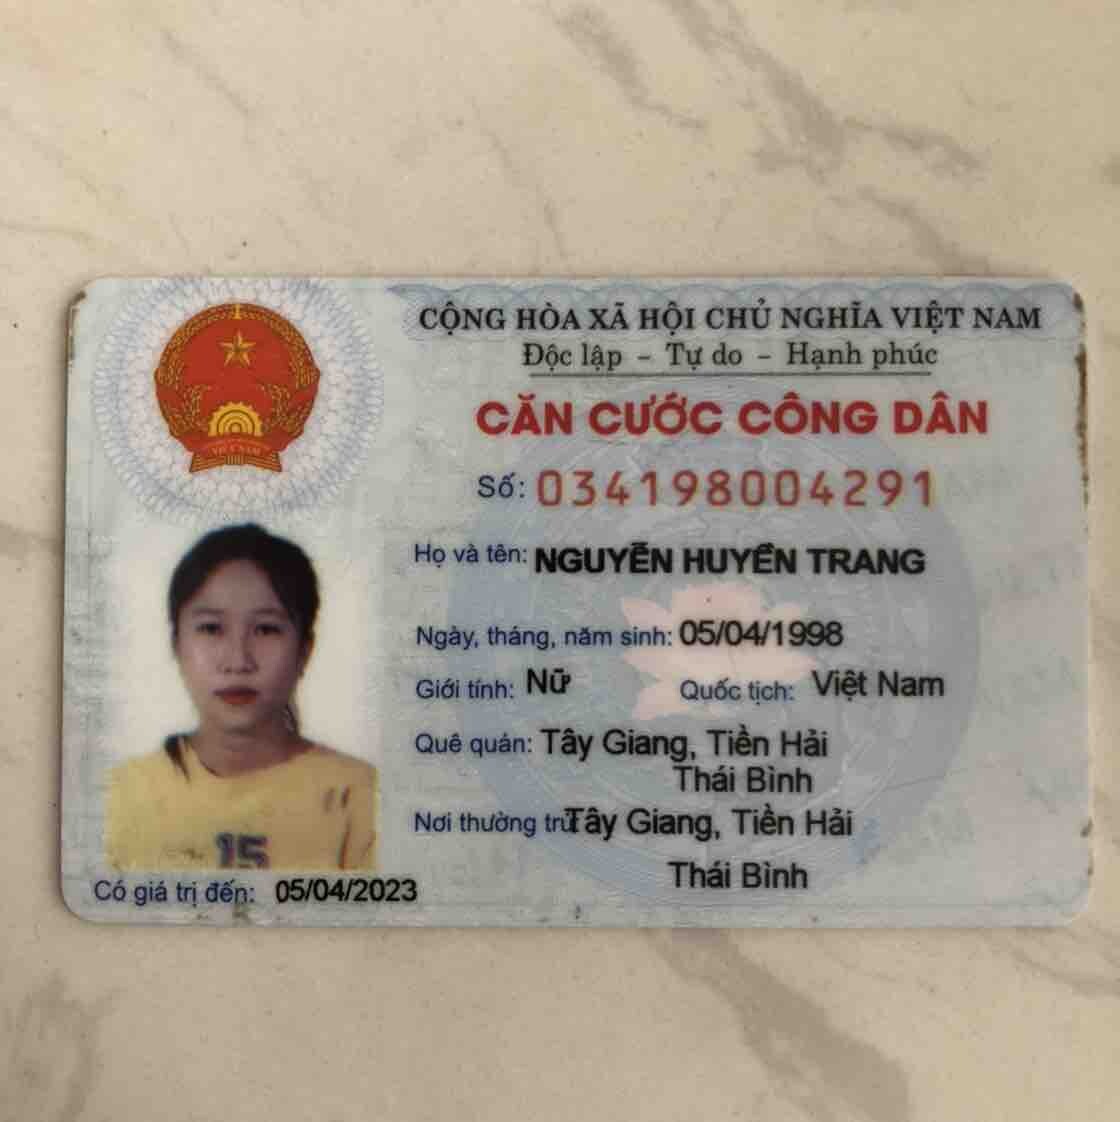 CỘNG HÒA XÃ HỘI CHỦ NGHĨA VIỆT NAM
Độc lập - Tự do - Hạnh phúc
CĂN CƯỚC CÔNG DÂN
Số: 034198004291
Họ và tên: NGUYỄN HUYỀN TRANG
Ngày, tháng, năm sinh: 05/04/1998
Giới tính: Nữ Quốc tịch: Việt Nam
Quê quán: Tây Giang, Tiền Hải
Thái Bình
Nơi thường trú: Tây Giang, Tiền Hải
Thái Bình
Có giá trị đến: 05/04/2023
VIỆT NAM
15